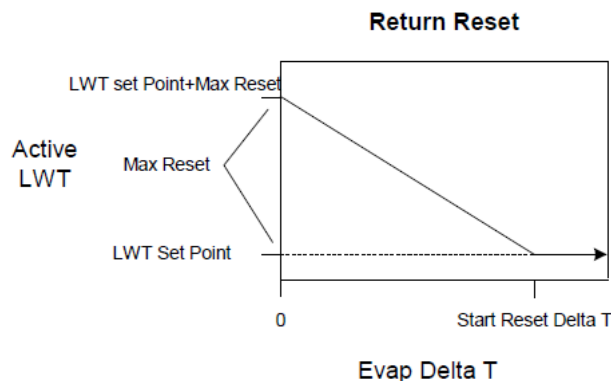 Return Reset
LWT set Point+Max Reset
Active
LWT
Max Reset
LWT Set Point
0
Start Reset Delta T
Evap Delta T